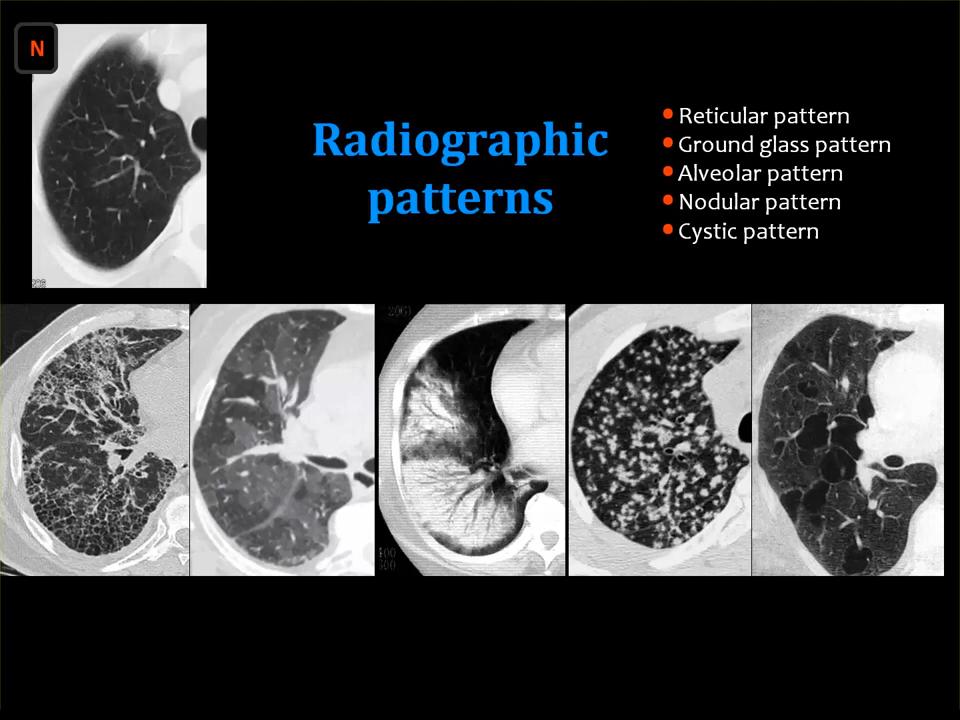 N
Radiographic
patterns
• Reticular pattern
• Ground glass pattern
• Alveolar pattern
• Nodular pattern
• Cystic pattern